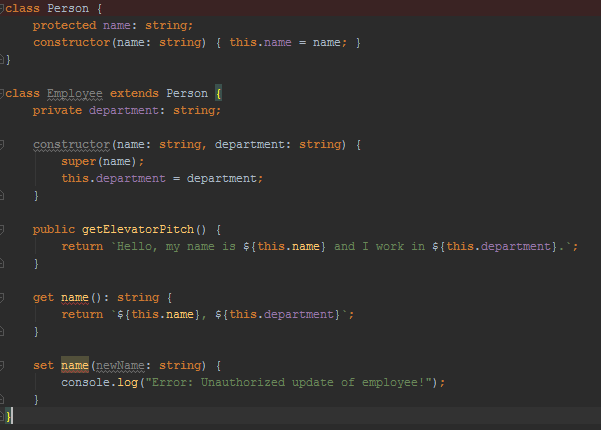 class Person {
    protected name: string;
    constructor(name: string) { this.name = name; }
}
class Employee extends Person {
    private department: string;
    constructor(name: string, department: string) {
        super(name);
        this.department = department;
    }
    public getElevatorPitch() {
        return `Hello, my name is ${this.name} and I work in ${this.department}.`;
    }
    get name(): string {
        return `${this.name}, ${this.department}`;
    }
    set name(newName: string) {
        console.log("Error: Unauthorized update of employee!");
    }
}